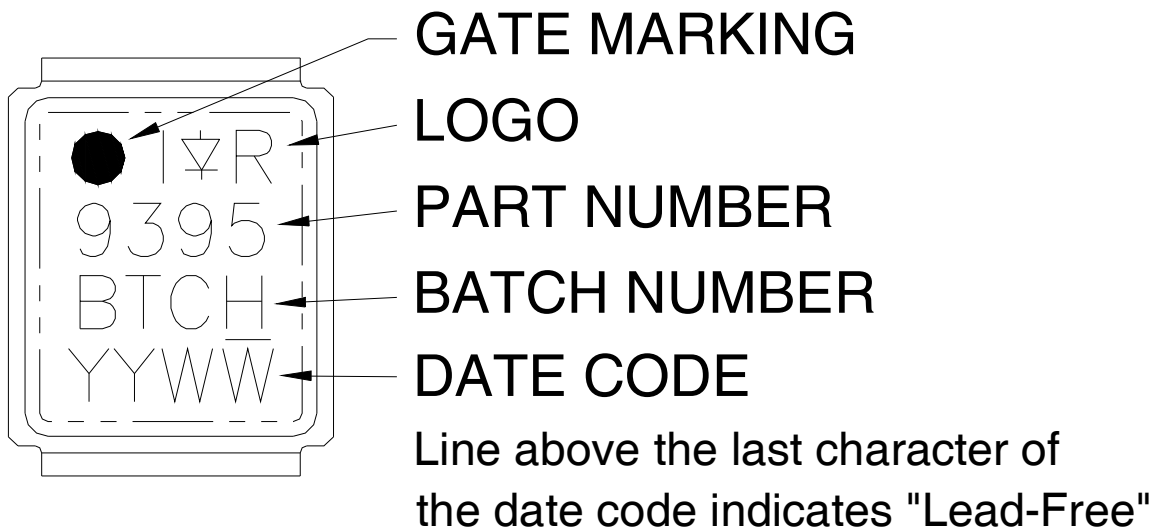 GATE MARKING
I R
LOGO
9395
PART NUMBER
BTCH
BATCH NUMBER
YYWW
DATE CODE
Line above the last character of
the date code indicates "Lead-Free"